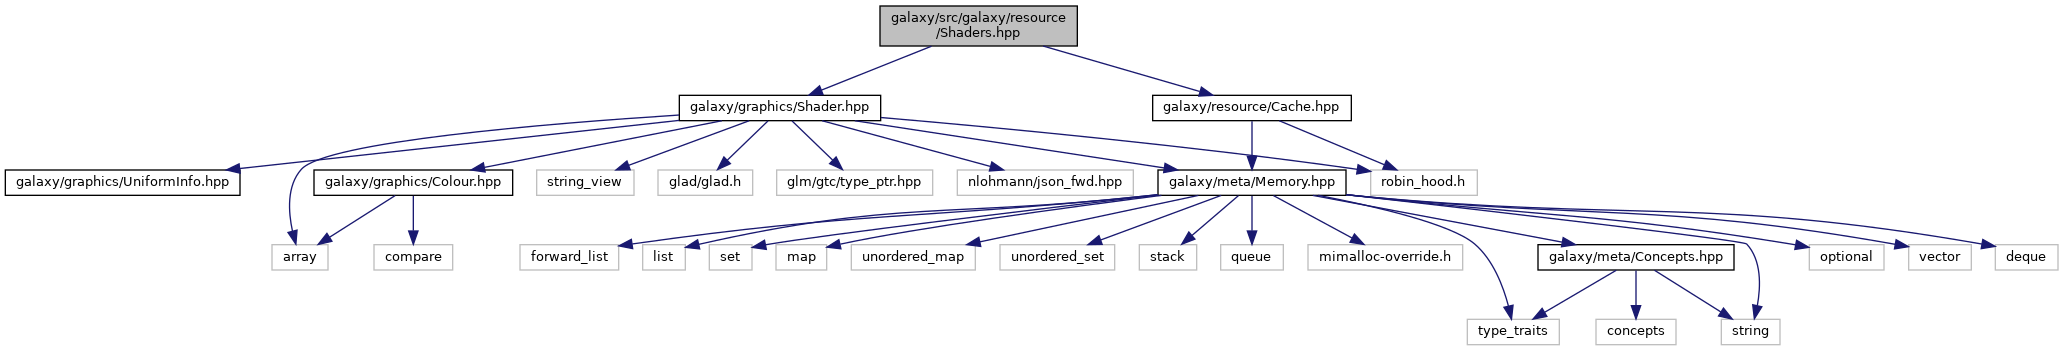 galaxy/src/galaxy/resource
/Shaders.hpp
galaxy/graphics/Shader.hpp
galaxy/resource/Cache.hpp
galaxy/graphics/UniformInfo.hpp
galaxy/graphics/Colour.hpp
string_view
glad/glad.h
glm/gtc/type_ptr.hpp
nlohmann/json_fwd.hpp
galaxy/meta/Memory.hpp
robin_hood.h
array
compare
forward_list
list
set
map
unordered_map
unordered_set
stack
queue
mimalloc-override.h
galaxy/meta/Concepts.hpp
optional
vector
deque
type_traits
concepts
string